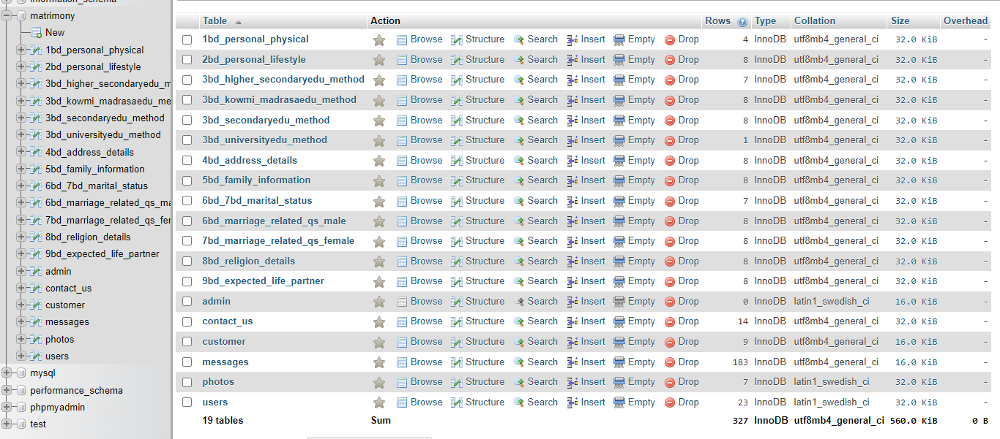 information_schema
matrimony
New
1bd_personal_physical
2bd_personal_lifestyle
3bd_higher_secondaryedu_m
3bd_kowmi_madrasaedu_me
3bd_secondaryedu_method
3bd_universityedu_method
4bd_address_details
5bd_family_information
6bd_7bd_marital_status
6bd_marriage_related_qs_ma
7bd_marriage_related_qs_fer
8bd_religion_details
9bd_expected_life_partner
admin
contact_us
customer
messages
photos
users
mysql
performance_schema
phpmyadmin
test
Table Action Rows Type Collation Size Overhead
1bd_personal_physical Browse Structure Search Insert Empty Drop 4 InnoDB utf8mb4_general_ci 32.0 KiB -
2bd_personal_lifestyle Browse Structure Search Insert Empty Drop 8 InnoDB utf8mb4_general_ci 32.0 KiB -
3bd_higher_secondaryedu_method Browse Structure Search Insert Empty Drop 7 InnoDB utf8mb4_general_ci 32.0 KiB -
3bd_kowmi_madrasaedu_method Browse Structure Search Insert Empty Drop 8 InnoDB utf8mb4_general_ci 32.0 KiB -
3bd_secondaryedu_method Browse Structure Search Insert Empty Drop 8 InnoDB utf8mb4_general_ci 32.0 KiB -
3bd_universityedu_method Browse Structure Search Insert Empty Drop 1 InnoDB utf8mb4_general_ci 32.0 KiB -
4bd_address_details Browse Structure Search Insert Empty Drop 8 InnoDB utf8mb4_general_ci 32.0 KiB -
5bd_family_information Browse Structure Search Insert Empty Drop 8 InnoDB utf8mb4_general_ci 32.0 KiB -
6bd_7bd_marital_status Browse Structure Search Insert Empty Drop 7 InnoDB utf8mb4_general_ci 32.0 KiB -
6bd_marriage_related_qs_male Browse Structure Search Insert Empty Drop 8 InnoDB utf8mb4_general_ci 32.0 KiB -
7bd_marriage_related_qs_female Browse Structure Search Insert Empty Drop 8 InnoDB utf8mb4_general_ci 32.0 KiB -
8bd_religion_details Browse Structure Search Insert Empty Drop 8 InnoDB utf8mb4_general_ci 32.0 KiB -
9bd_expected_life_partner Browse Structure Search Insert Empty Drop 8 InnoDB utf8mb4_general_ci 32.0 KiB -
admin Browse Structure Search Insert Empty Drop 0 InnoDB latin1_swedish_ci 16.0 KiB -
contact_us Browse Structure Search Insert Empty Drop 14 InnoDB utf8mb4_general_ci 32.0 KiB -
customer Browse Structure Search Insert Empty Drop 9 InnoDB utf8mb4_general_ci 16.0 KiB -
messages Browse Structure Search Insert Empty Drop 183 InnoDB utf8mb4_general_ci 16.0 KiB -
photos Browse Structure Search Insert Empty Drop 7 InnoDB latin1_swedish_ci 32.0 KiB -
users Browse Structure Search Insert Empty Drop 23 InnoDB latin1_swedish_ci 32.0 KiB -
19 tables Sum 327 InnoDB utf8mb4_general_ci 560.0 KiB 0 B